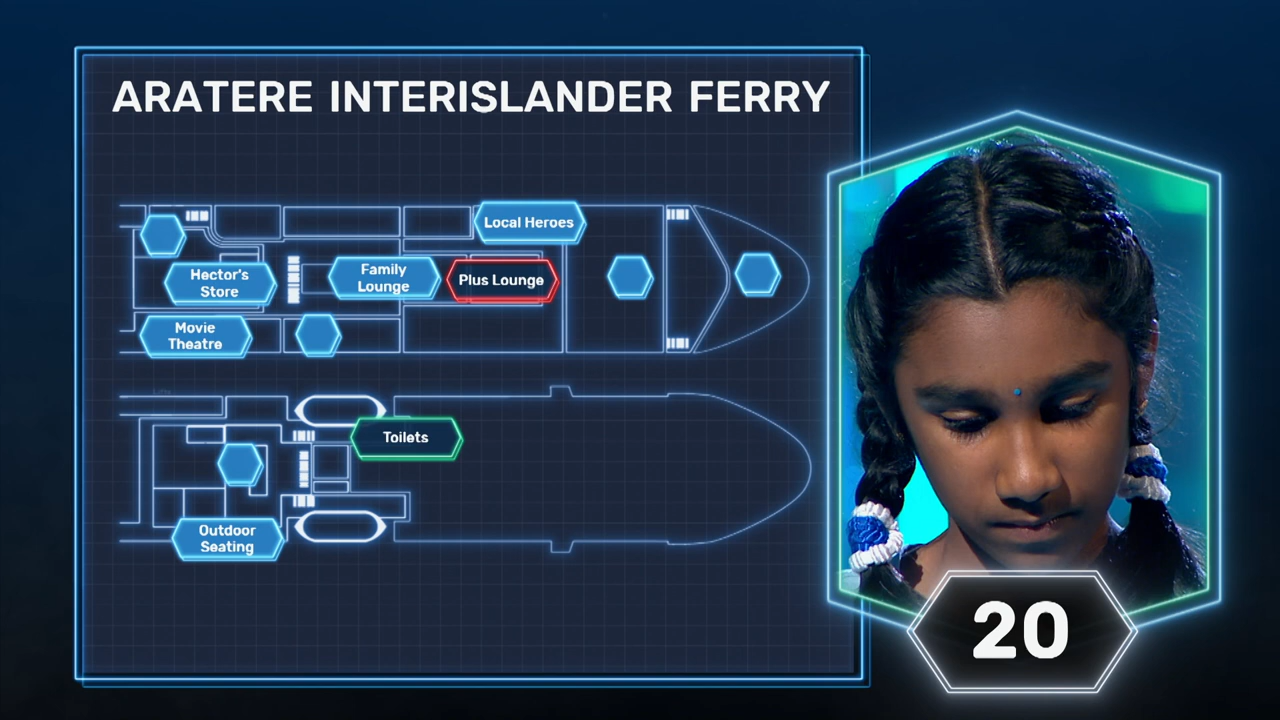 ARATERE INTERISLANDER FERRY
Local Heroes
Hector's
Store
Family
Lounge
Plus Lounge
Movie
Theatre
Toilets
Outdoor
Seating
20